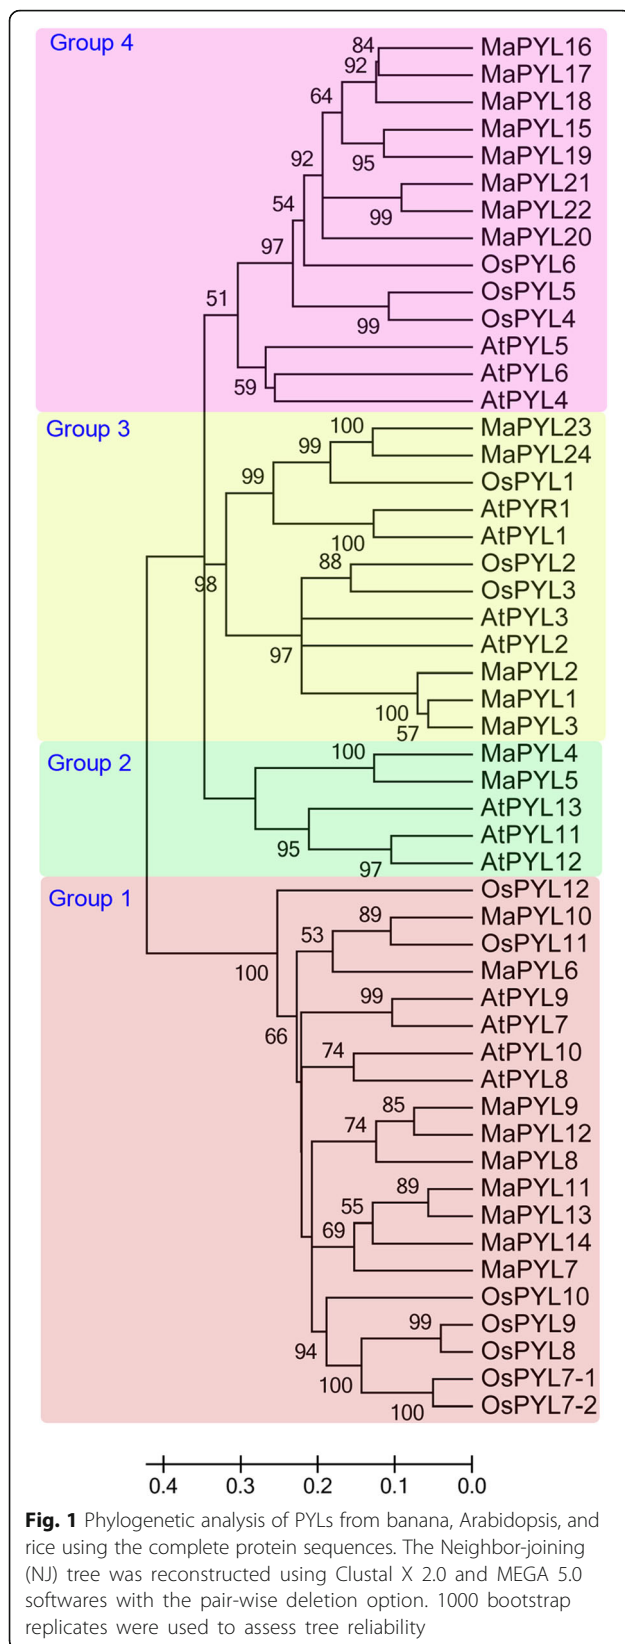 Group 4
84
MaPYL16
92
MaPYL17
64
MaPYL18
MaPYL15
95
MaPYL19
92
MaPYL21
99
MaPYL22
54
MaPYL20
97
OsPYL6
51
OsPYL5
99
OsPYL4
AtPYL5
AtPYL6
59
AtPYL4
Group 3
100
MaPYL23
99
MaPYL24
99
OsPYL1
AtPYR1
100
AtPYL1
88
OsPYL2
98
OsPYL3
AtPYL3
97
AtPYL2
MaPYL2
100
MaPYL1
57
MaPYL3
Group 2
100
MaPYL4
MaPYL5
AtPYL13
95
AtPYL11
97
AtPYL12
Group 1
OsPYL12
89
MaPYL10
53
OsPYL11
100
MaPYL6
99
AtPYL9
66
AtPYL7
74
AtPYL10
AtPYL8
85
MaPYL9
74
MaPYL12
MaPYL8
89
MaPYL11
55
MaPYL13
69
MaPYL14
MaPYL7
OsPYL10
99
OsPYL9
94
OsPYL8
100
OsPYL7-1
100
OsPYL7-2
0.4 0.3 0.2 0.1 0.0
Fig. 1 Phylogenetic analysis of PYLs from banana, Arabidopsis, and
rice using the complete protein sequences. The Neighbor-joining
(NJ) tree was reconstructed using Clustal X 2.0 and MEGA 5.0
softwares with the pair-wise deletion option. 1000 bootstrap
replicates were used to assess tree reliability